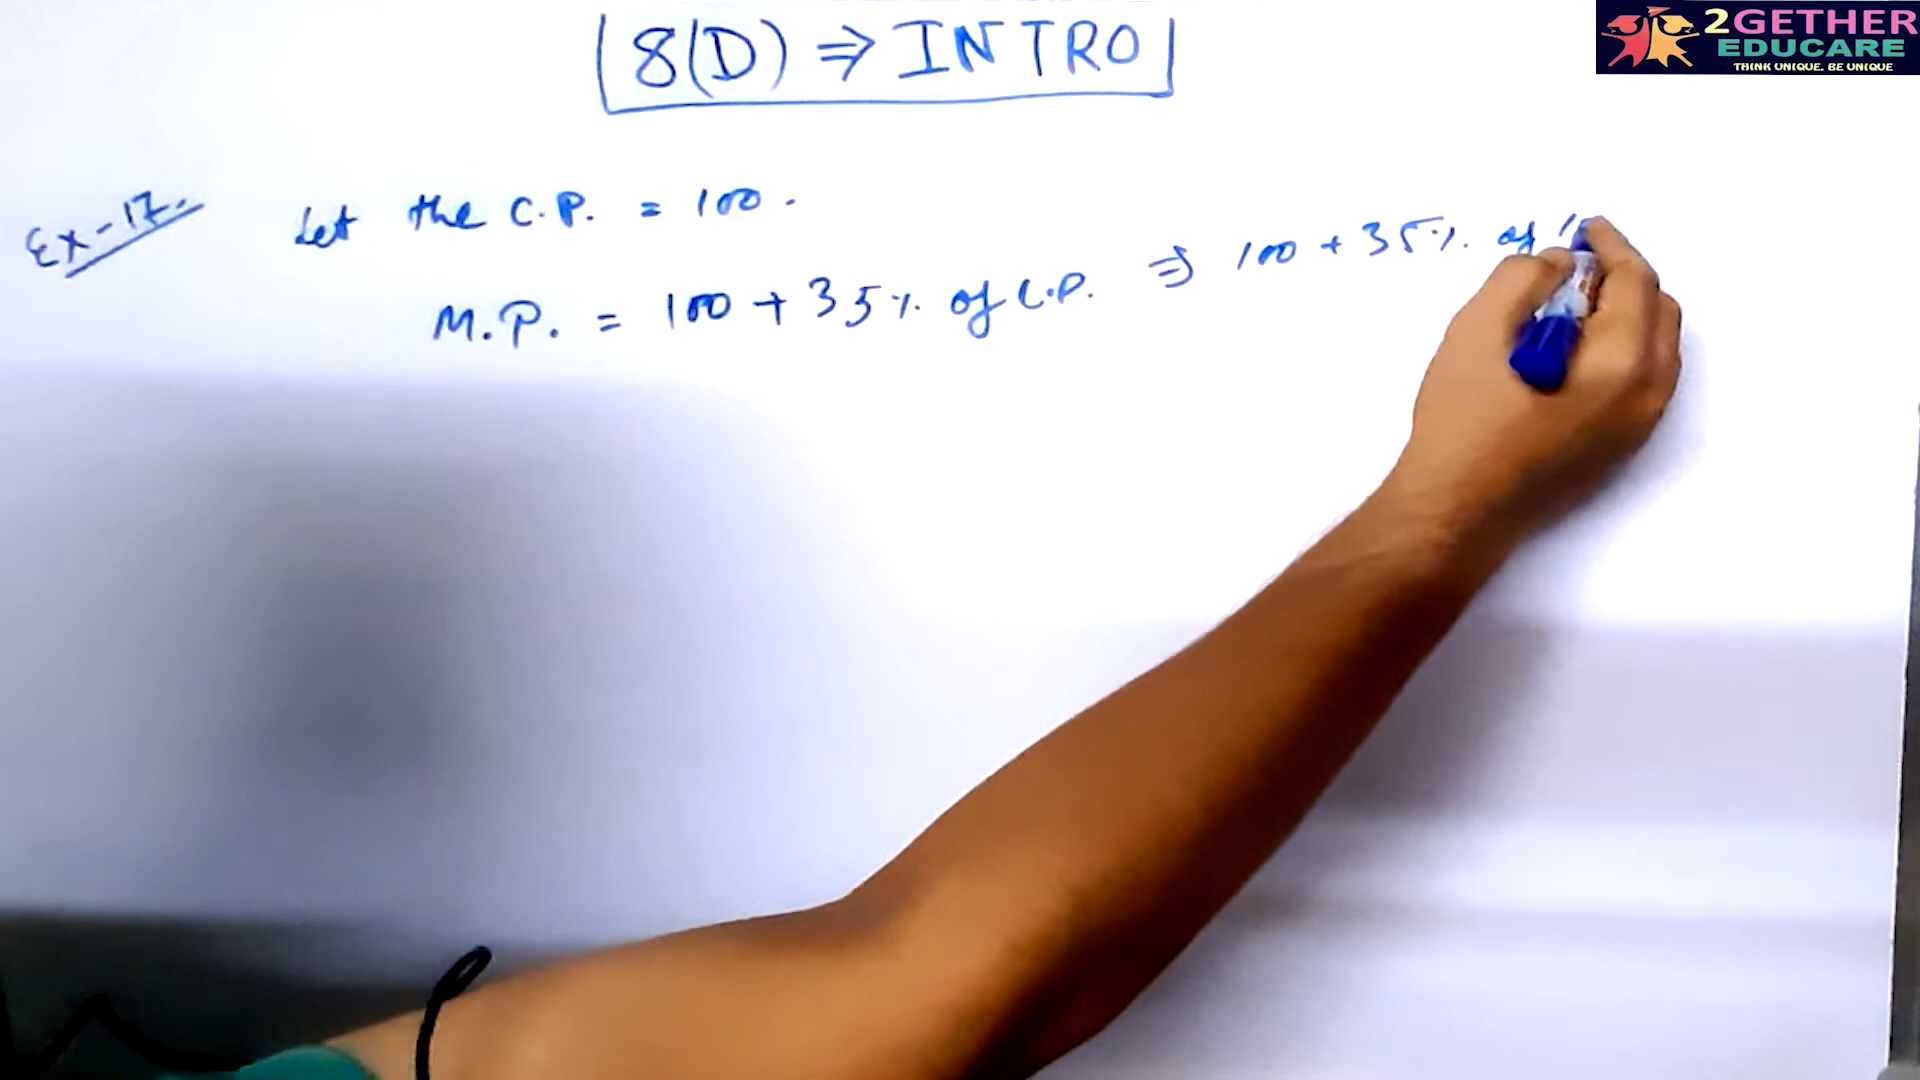 8(D) ⇒ INTRO
2GETHER
EDUCARE
THINK UNIQUE. BE UNIQUE
Ex-17. Let the C.P. = 100.
M.P. = 100 + 35% of C.P. ⇒ 100 + 35% of